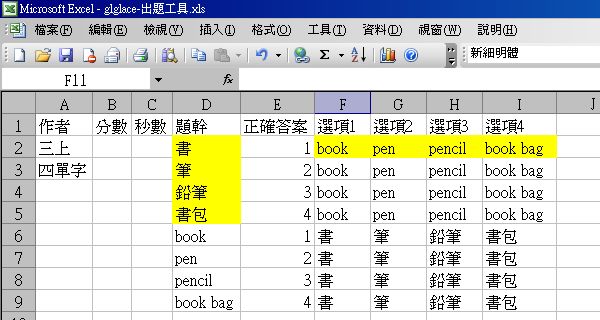 Microsoft Excel - glglace-出題工具.xls
檔案(F) 編輯(E) 檢視(V) 插入(I) 格式(O) 工具(T) 資料(D) 視窗(W) 說明(H)
Σ 新細明體
F11 fx
A B C D E F G H I J
1 作者 分數 秒數 題幹 正確答案 選項1 選項2 選項3 選項4
2 三上 書 1 book pen pencil book bag
3 四單字 筆 2 book pen pencil book bag
4 鉛筆 3 book pen pencil book bag
5 書包 4 book pen pencil book bag
6 book 1 書 筆 鉛筆 書包
7 pen 2 書 筆 鉛筆 書包
8 pencil 3 書 筆 鉛筆 書包
9 book bag 4 書 筆 鉛筆 書包